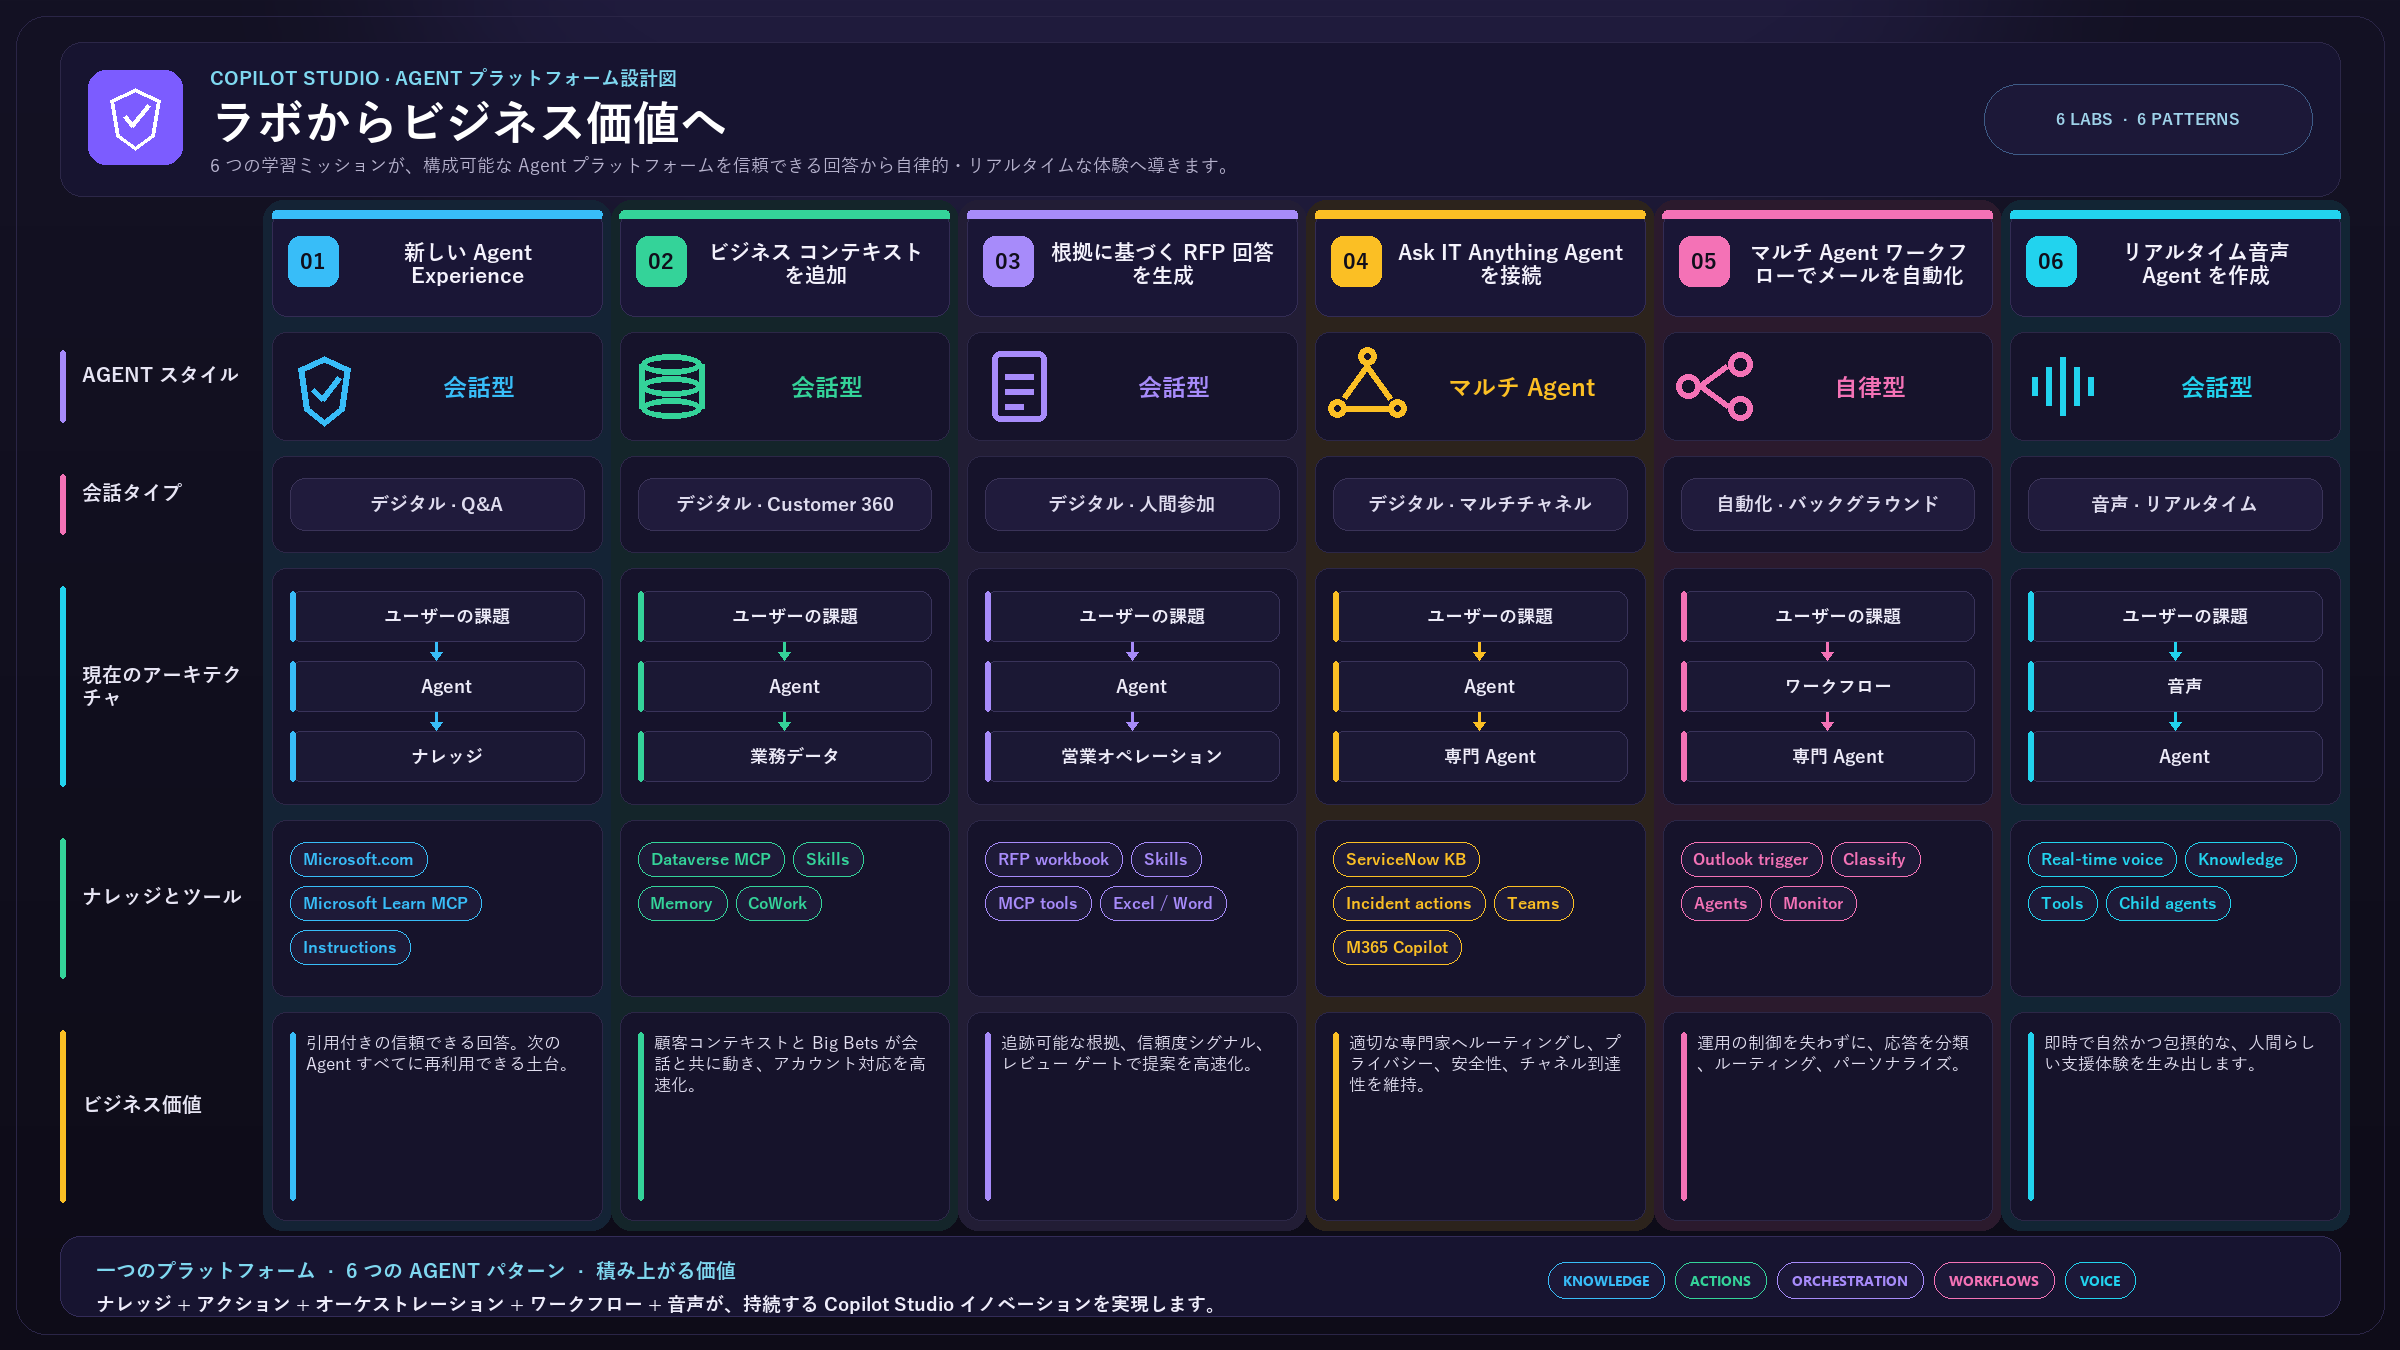 COPILOT STUDIO · AGENT プラットフォーム設計図
ラボからビジネス価値へ
6 つの学習ミッションが、構成可能な Agent プラットフォームを信頼できる回答から自律的・リアルタイムな体験へ導きます。
6 LABS · 6 PATTERNS
01
新しい Agent
Experience
02
ビジネス コンテキスト
を追加
03
根拠に基づく RFP 回答
を生成
04
Ask IT Anything Agent
を接続
05
マルチ Agent ワークフ
ローでメールを自動化
06
リアルタイム音声
Agent を作成
AGENT スタイル
会話型
会話型
会話型
マルチ Agent
自律型
会話型
会話タイプ
デジタル · Q&A
デジタル · Customer 360
デジタル · 人間参加
デジタル · マルチチャネル
自動化 · バックグラウンド
音声 · リアルタイム
現在のアーキテク
チャ
ユーザーの課題
Agent
ナレッジ
ユーザーの課題
Agent
業務データ
ユーザーの課題
Agent
営業オペレーション
ユーザーの課題
Agent
専門 Agent
ユーザーの課題
ワークフロー
専門 Agent
ユーザーの課題
音声
Agent
ナレッジとツール
Microsoft.com
Microsoft Learn MCP
Instructions
Dataverse MCP Skills
Memory CoWork
RFP workbook Skills
MCP tools Excel / Word
ServiceNow KB
Incident actions Teams
M365 Copilot
Outlook trigger Classify
Agents Monitor
Real-time voice Knowledge
Tools Child agents
ビジネス価値
引用付きの信頼できる回答。次の
Agent すべてに再利用できる土台。
顧客コンテキストと Big Bets が会
話と共に動き、アカウント対応を高
速化。
追跡可能な根拠、信頼度シグナル、
レビュー ゲートで提案を高速化。
適切な専門家へルーティングし、プ
ライバシー、安全性、チャネル到達
性を維持。
運用の制御を失わずに、応答を分類
、ルーティング、パーソナライズ。
即時で自然かつ包摂的な、人間らし
い支援体験を生み出します。
一つのプラットフォーム · 6 つの AGENT パターン · 積み上がる価値
ナレッジ + アクション + オーケストレーション + ワークフロー + 音声が、持続する Copilot Studio イノベーションを実現します。
KNOWLEDGE ACTIONS ORCHESTRATION WORKFLOWS VOICE